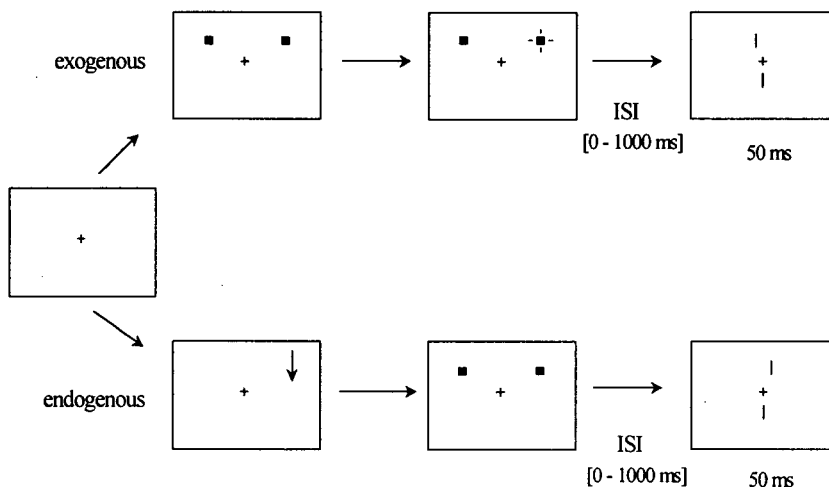 exogenous
ISI
[0 - 1000 ms]
50 ms
endogenous
ISI
[0 - 1000 ms]
50 ms